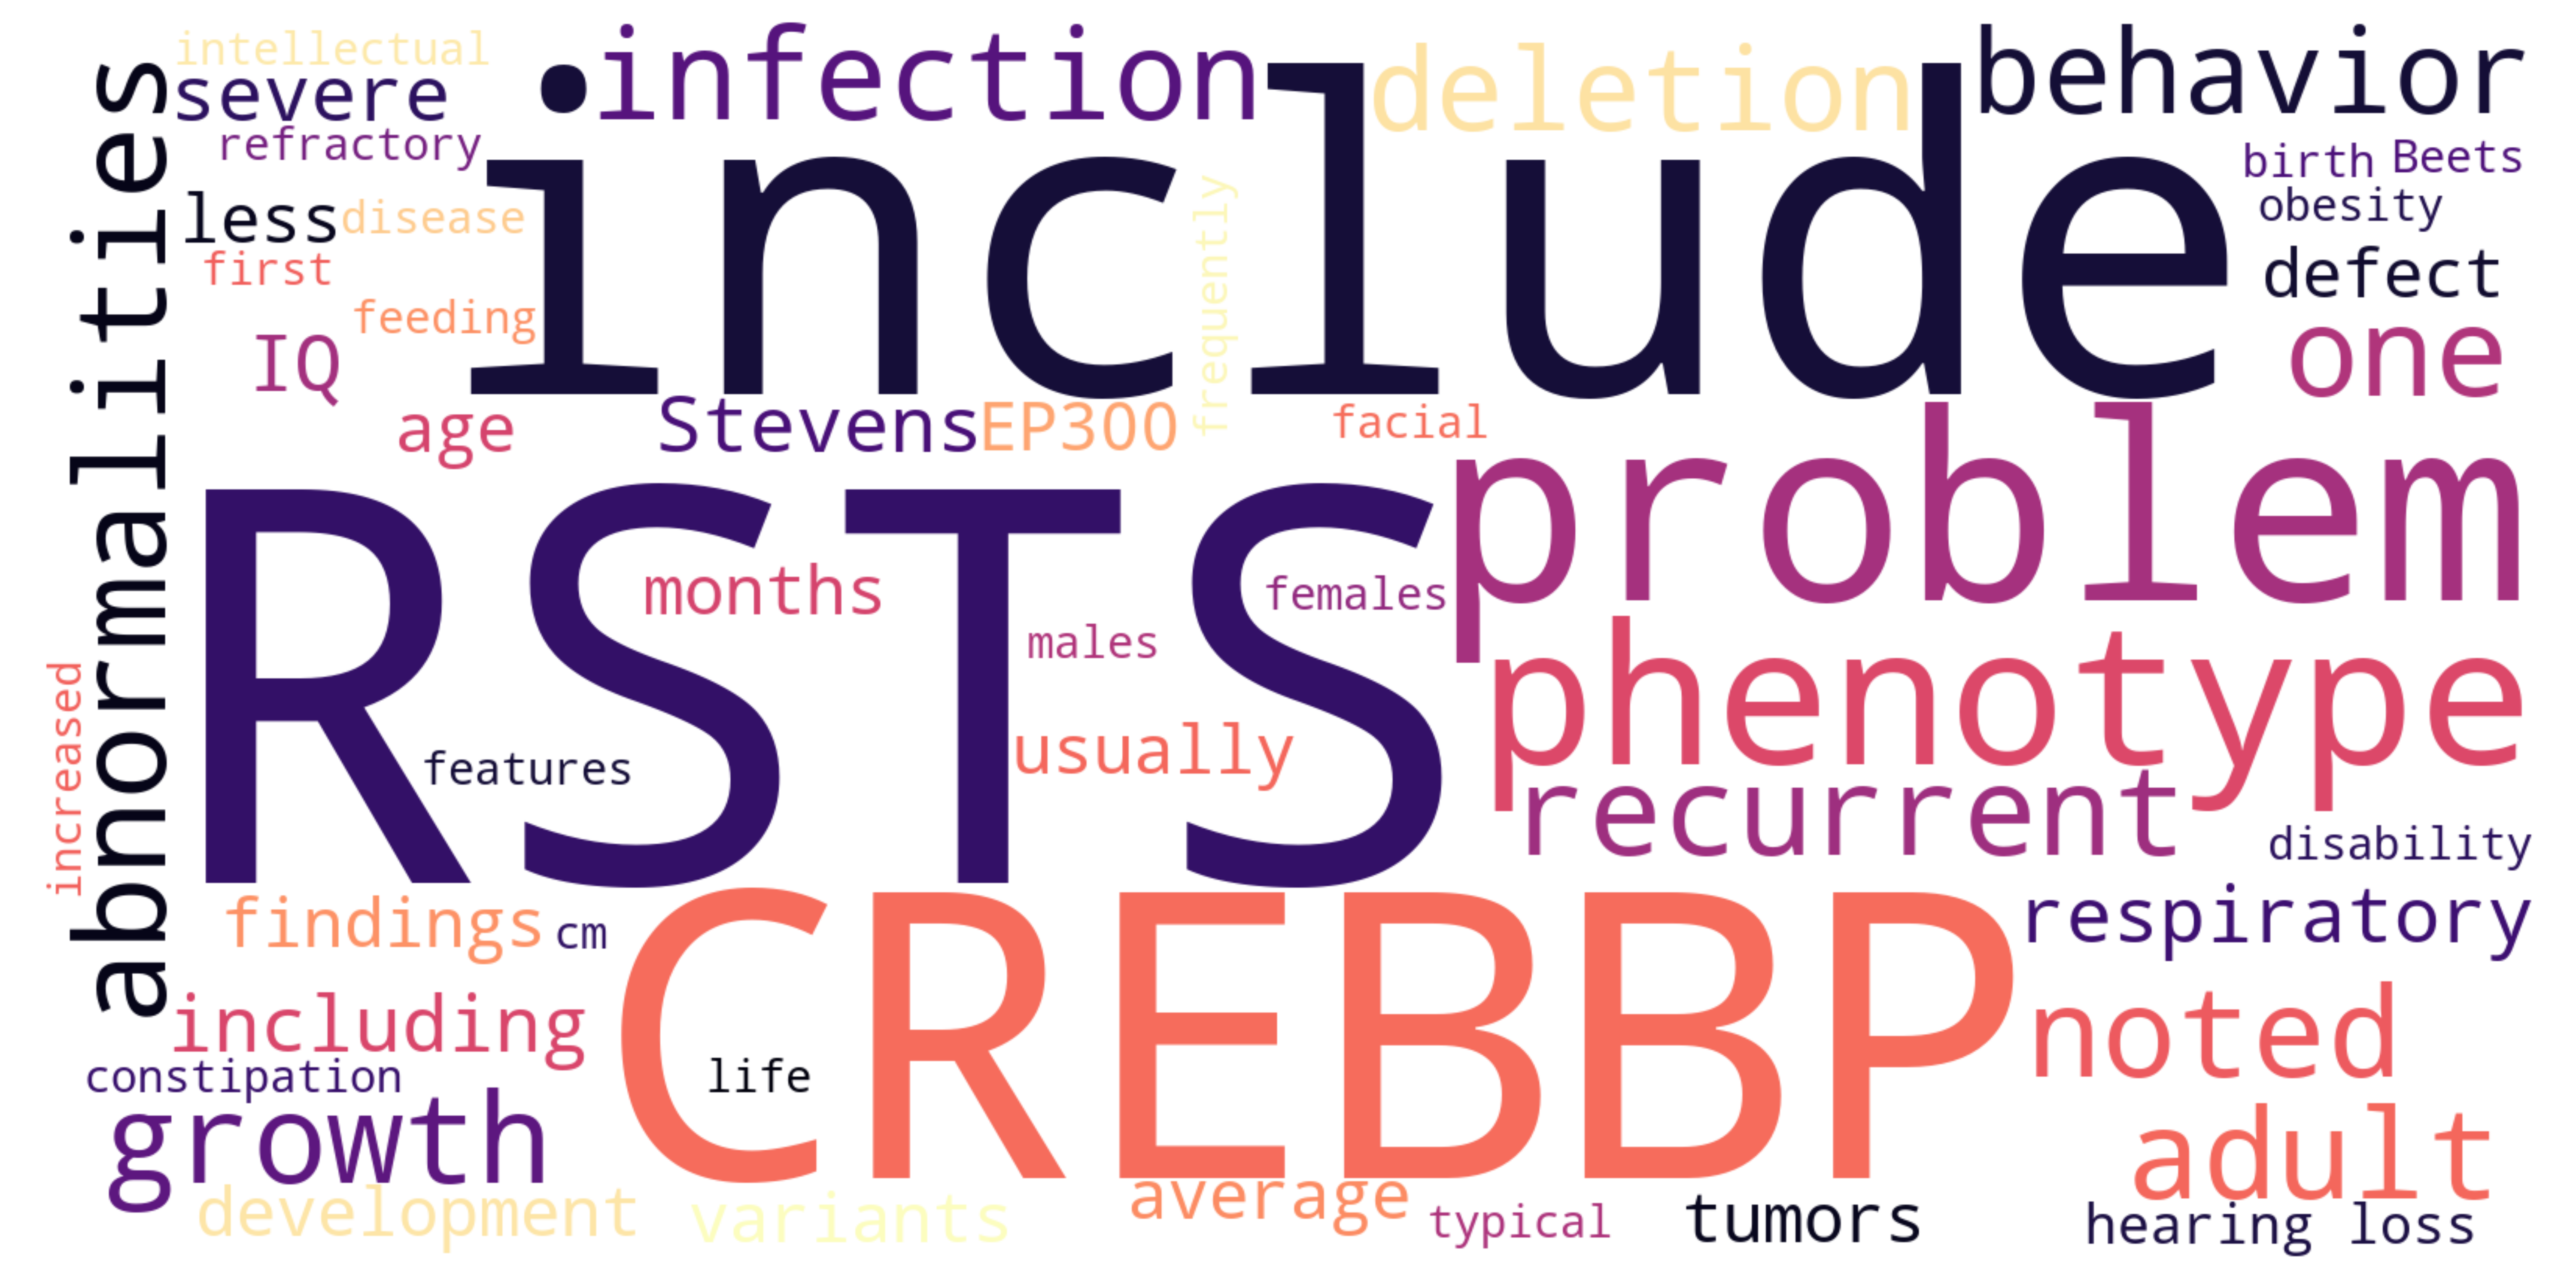 intellectual
severe
refractory
infection
deletion
behavior
birth
Beets
obesity
less
disease
first
feeding
IQ
age
include
frequently
defect
one
abnormalities
Stevens
EP300
facial
problem
RSTS
months
females
males
usually
features
phenotype
recurrent
disability
increased
findings
cm
respiratory
CREBBP
including
constipation
life
noted
growth
adult
development
variants
average
typical
tumors
hearing loss